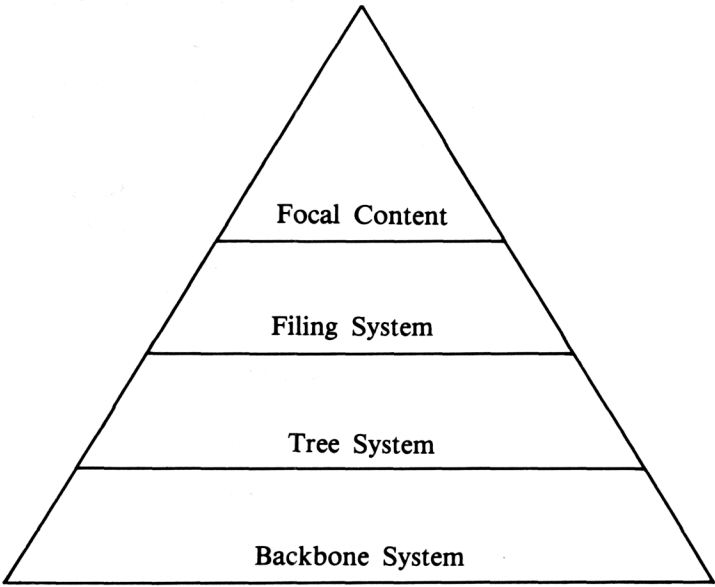 Focal Content
Filing System
Tree System
Backbone System